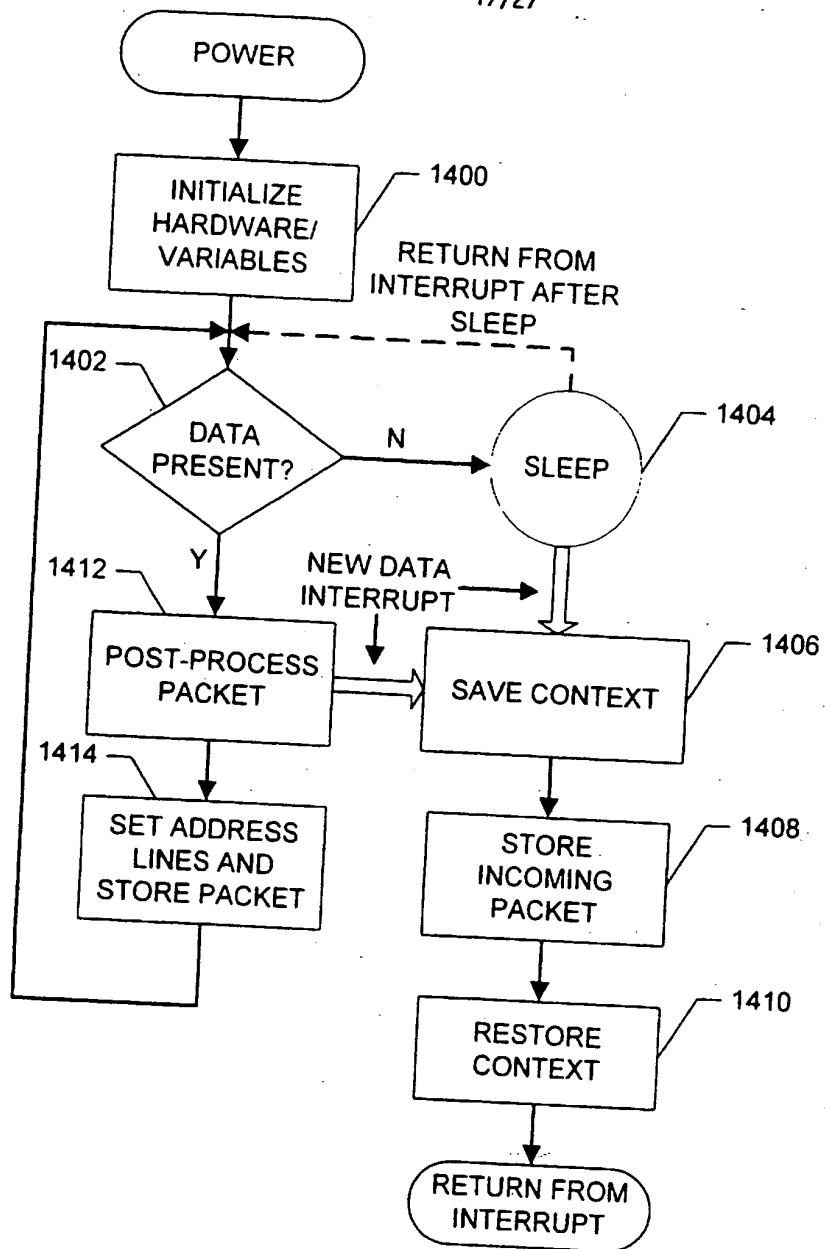 17/27
POWER
INITIALIZE
HARDWARE/
VARIABLES
1400
RETURN FROM
INTERRUPT AFTER
SLEEP
1402
DATA
PRESENT?
N
SLEEP
1404
Y
1412
NEW DATA
INTERRUPT
POST-PROCESS
PACKET
SAVE CONTEXT
1406
1414
SET ADDRESS
LINES AND
STORE PACKET
STORE
INCOMING
PACKET
1408
RESTORE
CONTEXT
1410
RETURN FROM
INTERRUPT